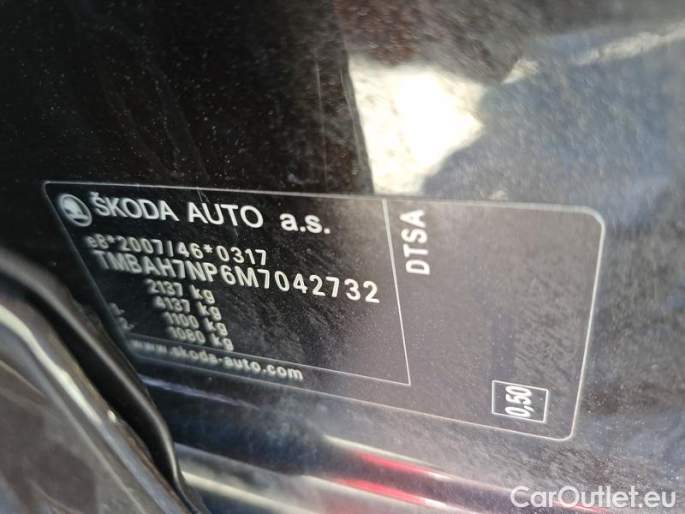 ŠKODA AUTO a.s.
e8*2007/46*0317
TMBAH7NP6M7042732
2137 kg
4137 kg
1100 kg
1080 kg
www.skoda-auto.com
DTSA
0,50
CarOutlet.eu